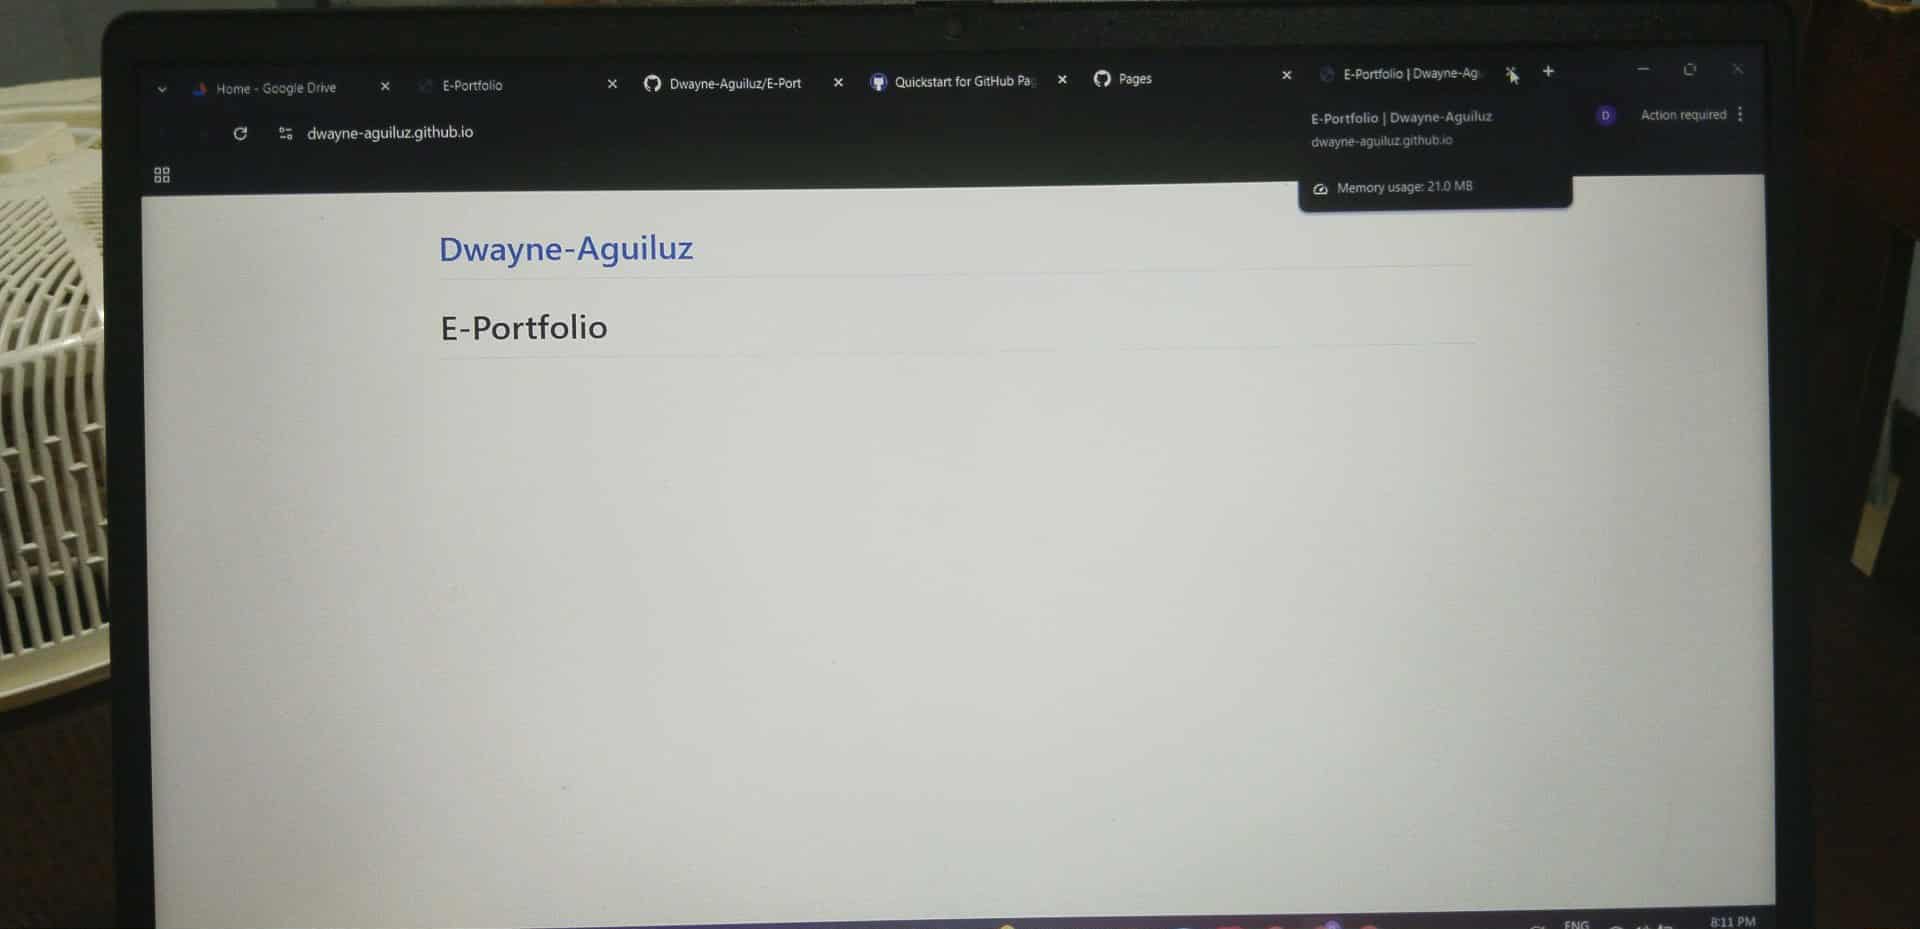 Home - Google Drive
E-Portfolio
Dwayne-Aguiluz/E-Port
Quickstart for GitHub Pa
Pages
E-Portfolio | Dwayne-Ag
dwayne-aguiluz.github.io
E-Portfolio | Dwayne-Aguiluz
dwayne-aguiluz.github.io
Memory usage: 21.0 MB
D
Action required
Dwayne-Aguiluz
E-Portfolio
ENG
8:11 PM